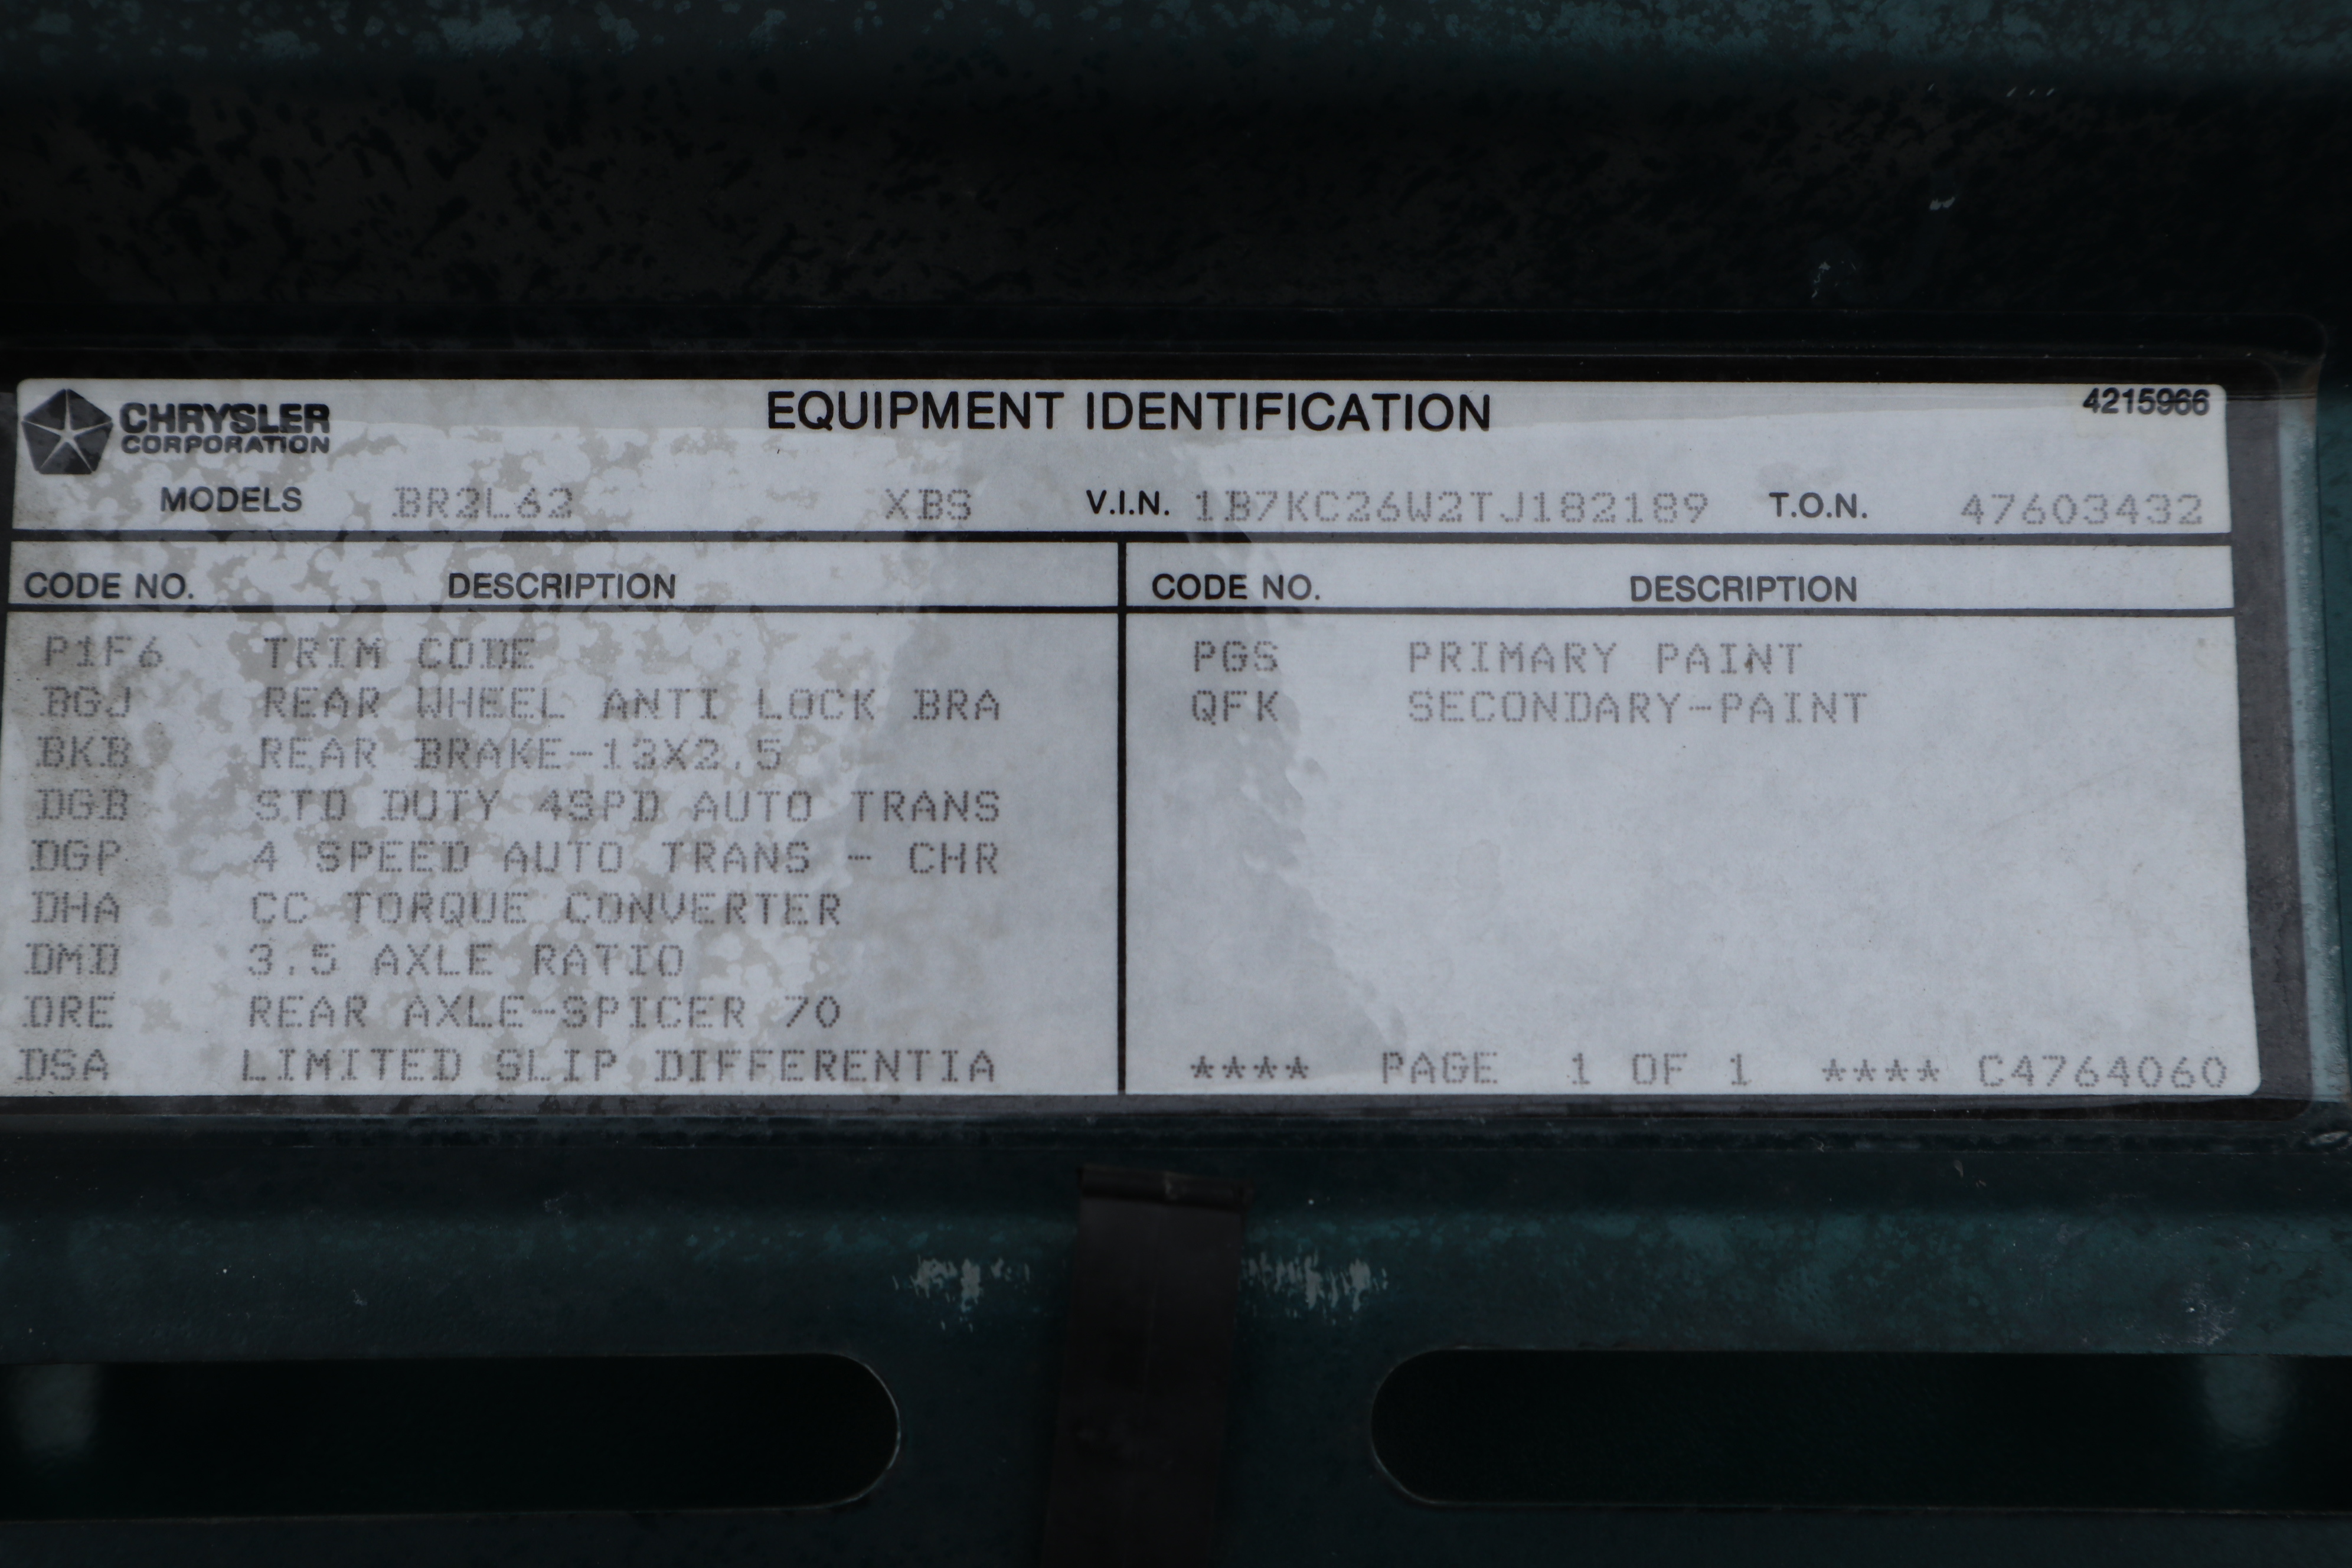 CHRYSLER
CORPORATION
EQUIPMENT IDENTIFICATION
4215966
MODELS BR2L62 XBS V.I.N. 1B7KC26W2TJ182189 T.O.N. 47603432
CODE NO. DESCRIPTION CODE NO. DESCRIPTION
P1F6 TRIM CODE
BGJ REAR WHEEL ANTI LOCK BRA
BKB REAR BRAKE-13X2.5
DGB STD DUTY 4SPD AUTO TRANS
DGP 4 SPEED AUTO TRANS - CHR
DHA CC TORQUE CONVERTER
DMD 3.5 AXLE RATIO
DRE REAR AXLE-SPICER 70
DSA LIMITED SLIP DIFFERENTIA
PGS PRIMARY PAINT
QFK SECONDARY-PAINT
**** PAGE 1 OF 1 **** C4764060